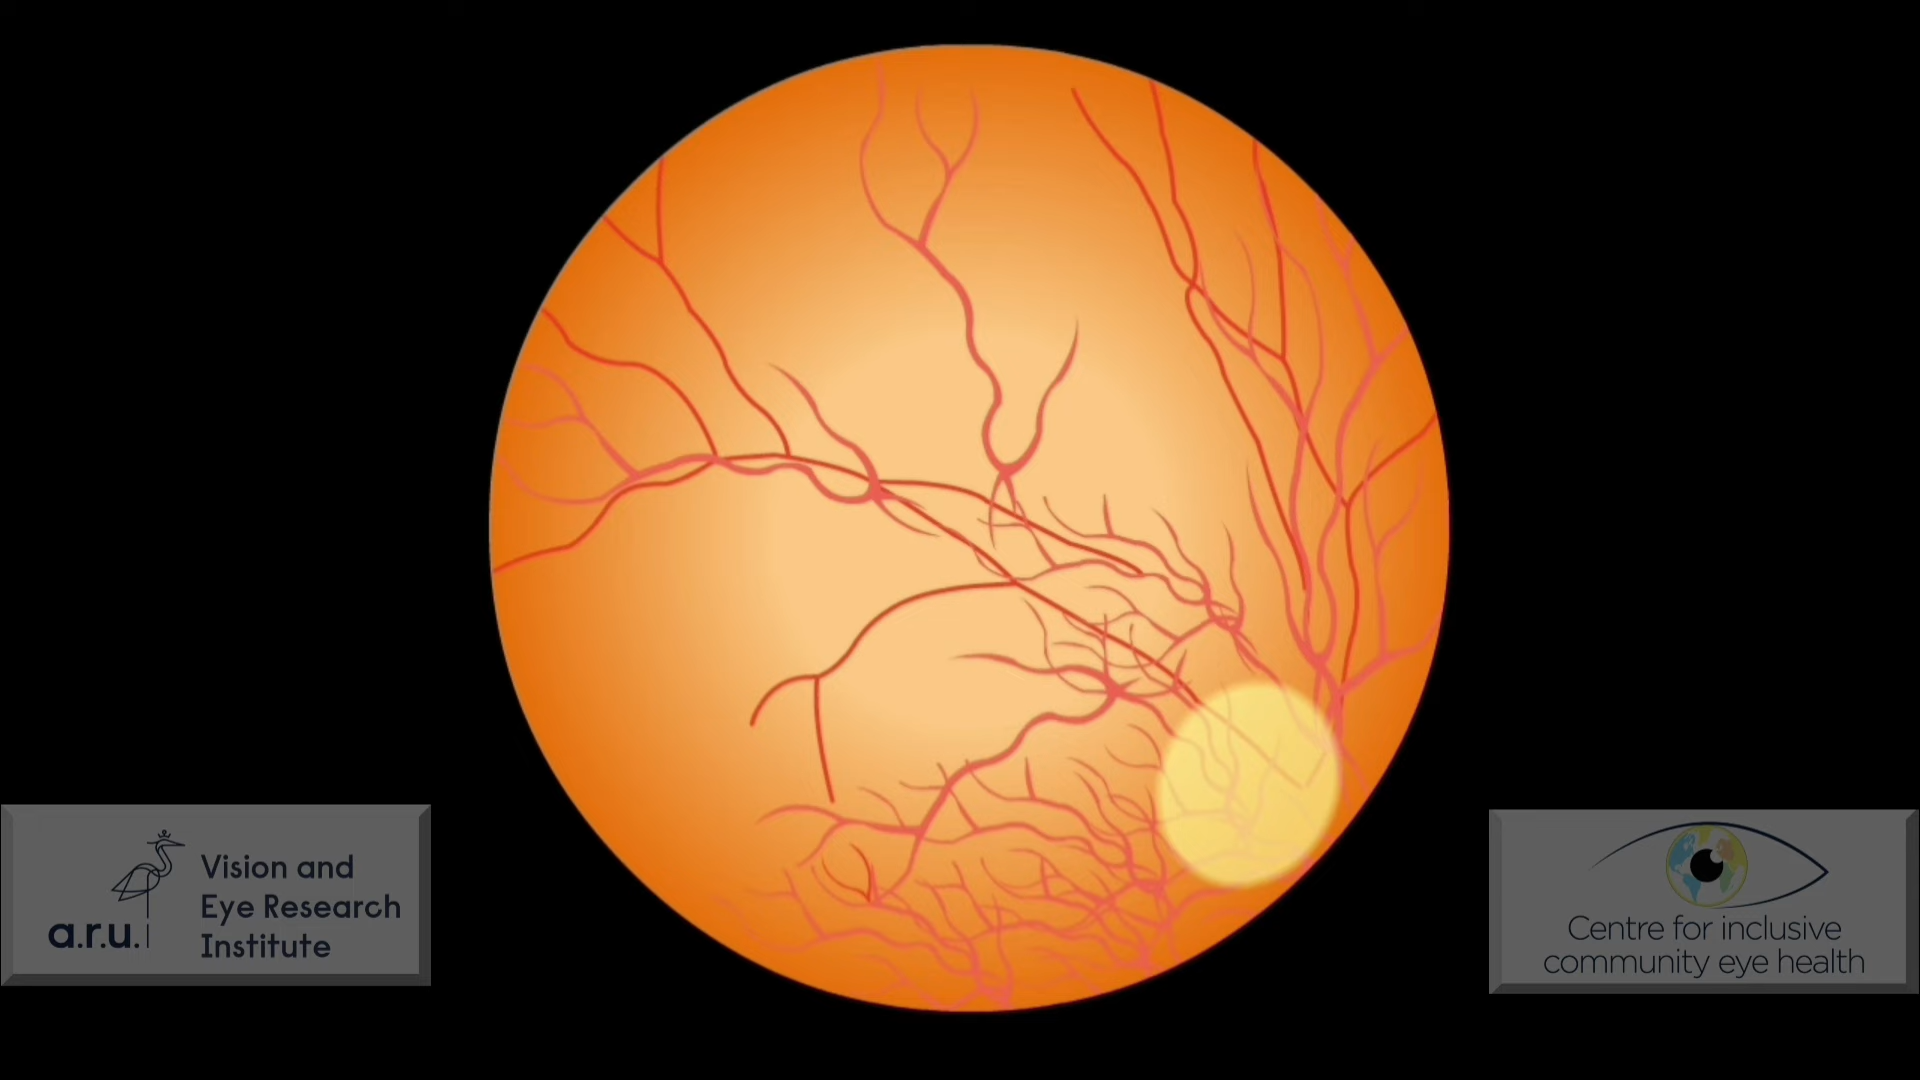 a.r.u.
Vision and
Eye Research
Institute
Centre for inclusive
community eye health